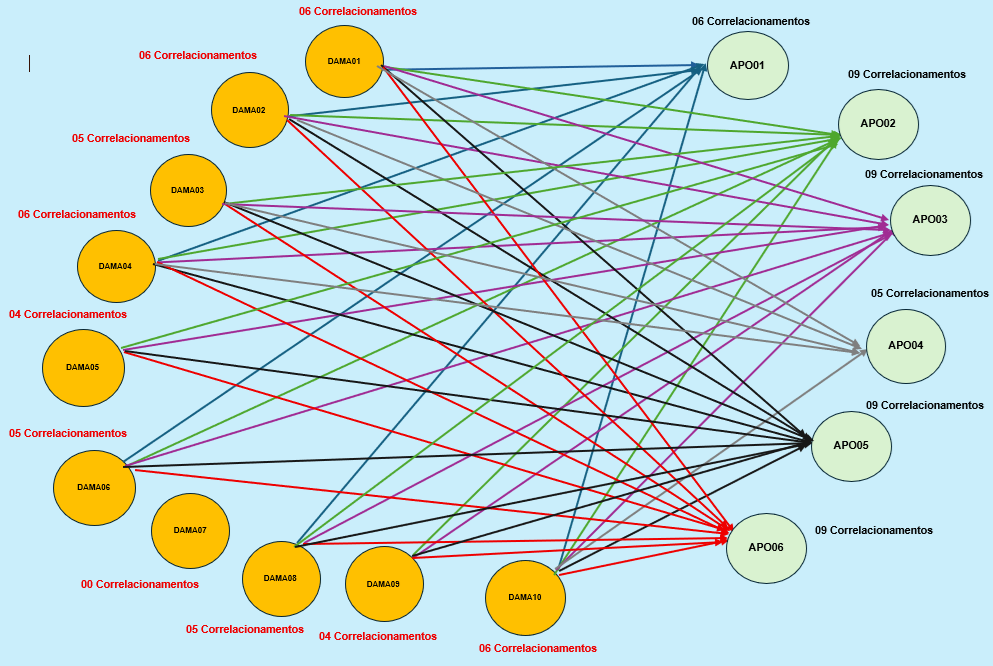 06 Correlacionamentos
DAMA01
06 Correlacionamentos
APO01
06 Correlacionamentos
DAMA02
09 Correlacionamentos
APO02
05 Correlacionamentos
DAMA03
09 Correlacionamentos
APO03
06 Correlacionamentos
DAMA04
05 Correlacionamentos
APO04
04 Correlacionamentos
DAMA05
09 Correlacionamentos
APO05
05 Correlacionamentos
DAMA06
DAMA07
00 Correlacionamentos
APO06
09 Correlacionamentos
DAMA08
05 Correlacionamentos
DAMA09
04 Correlacionamentos
DAMA10
06 Correlacionamentos